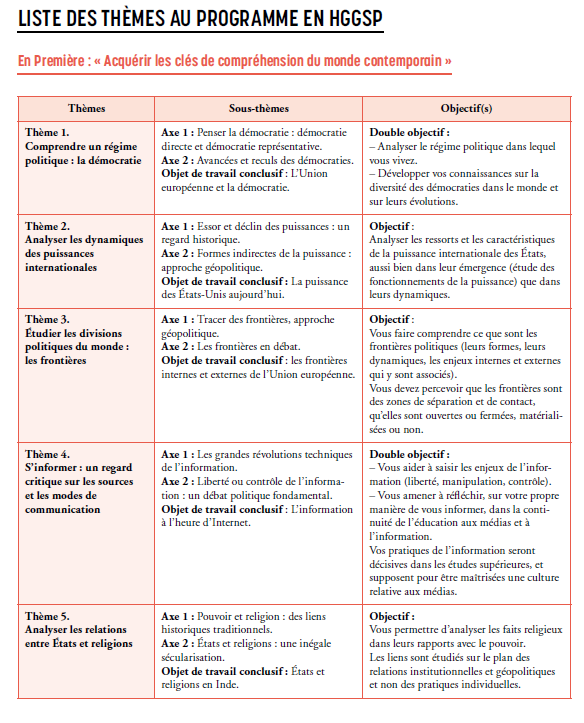 LISTE DES THÈMES AU PROGRAMME EN HGGSP
En Première : « Acquérir les clés de compréhension du monde contemporain »
Thèmes
Sous-thèmes
Objectif(s)
Thème 1.
Comprendre un régime
politique : la démocratie
Axe 1 : Penser la démocratie : démocratie
directe et démocratie représentative.
Axe 2 : Avancées et reculs des démocraties.
Objet de travail conclusif : L'Union
européenne et la démocratie.
Double objectif :
– Analyser le régime politique dans lequel
vous vivez.
– Développer vos connaissances sur la
diversité des démocraties dans le monde et
sur leurs évolutions.
Thème 2.
Analyser les dynamiques
des puissances
internationales
Axe 1 : Essor et déclin des puissances : un
regard historique.
Axe 2 : Formes indirectes de la puissance :
approche géopolitique.
Objet de travail conclusif : La puissance
des États-Unis aujourd'hui.
Objectif :
Analyser les ressorts et les caractéristiques
de la puissance internationale des États,
aussi bien dans leur émergence (étude des
fonctionnements de la puissance) que dans
leurs dynamiques.
Thème 3.
Étudier les divisions
politiques du monde :
les frontières
Axe 1 : Tracer des frontières, approche
géopolitique.
Axe 2 : Les frontières en débat.
Objet de travail conclusif : les frontières
internes et externes de l'Union européenne.
Objectif :
Vous faire comprendre ce que sont les
frontières politiques (leurs formes, leurs
dynamiques, les enjeux internes et externes
qui y sont associés).
Vous devez percevoir que les frontières sont
des zones de séparation et de contact,
qu'elles sont ouvertes ou fermées, matériali-
sées ou non.
Thème 4.
S'informer : un regard
critique sur les sources
et les modes de
communication
Axe 1 : Les grandes révolutions techniques
de l'information.
Axe 2 : Liberté ou contrôle de l'informa-
tion : un débat politique fondamental.
Objet de travail conclusif : L'information
à l'heure d'Internet.
Double objectif :
– Vous aider à saisir les enjeux de l'infor-
mation (liberté, manipulation, contrôle).
– Vous amener à réfléchir, sur votre propre
manière de vous informer, dans la conti-
nuité de l'éducation aux médias et à
l'information.
Vos pratiques de l'information seront
décisives dans les études supérieures, et
supposent pour être maîtrisées une culture
relative aux médias.
Thème 5.
Analyser les relations
entre États et religions
Axe 1 : Pouvoir et religion : des liens
historiques traditionnels.
Axe 2 : États et religions : une inégale
sécularisation.
Objet de travail conclusif : États et
religions en Inde.
Objectif :
Vous permettre d'analyser les faits religieux
dans leurs rapports avec le pouvoir.
Les liens sont étudiés sur le plan des
relations institutionnelles et géopolitiques
et non des pratiques individuelles.